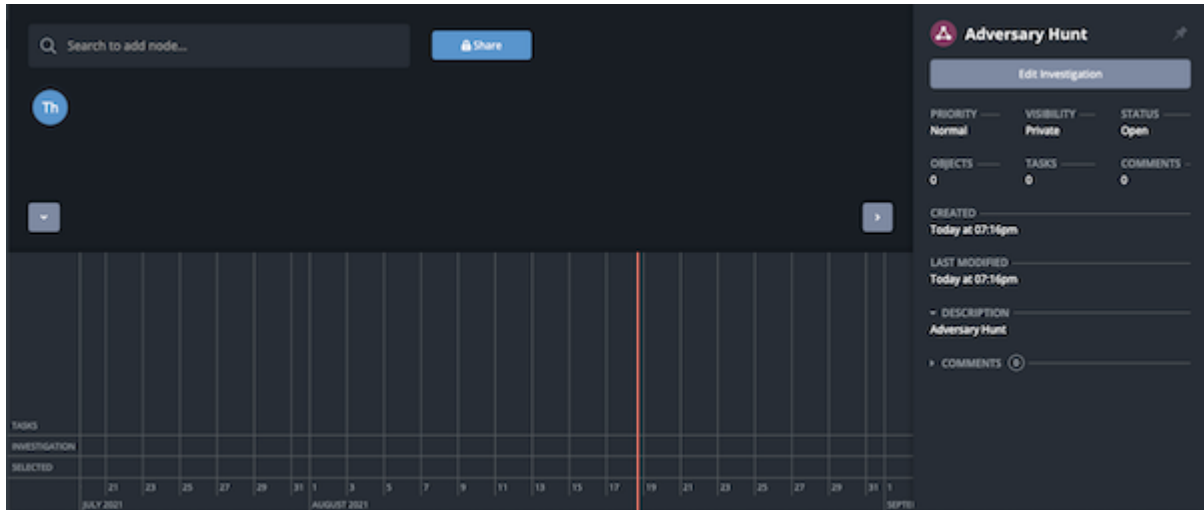 Search to add node...
Share
Th
TASKS
INVESTIGATION
SELECTED
21 23 25 27 29 31 1 3 5 7 9 11 13 15 17 19 21 23 25 27 29 31 1
JULY 2021 AUGUST 2021 SEPTE
Adversary Hunt
Edit Investigation
PRIORITY VISIBILITY STATUS
Normal Private Open
OBJECTS TASKS COMMENTS
0 0 0
CREATED
Today at 07:16pm
LAST MODIFIED
Today at 07:16pm
DESCRIPTION
Adversary Hunt
COMMENTS 0